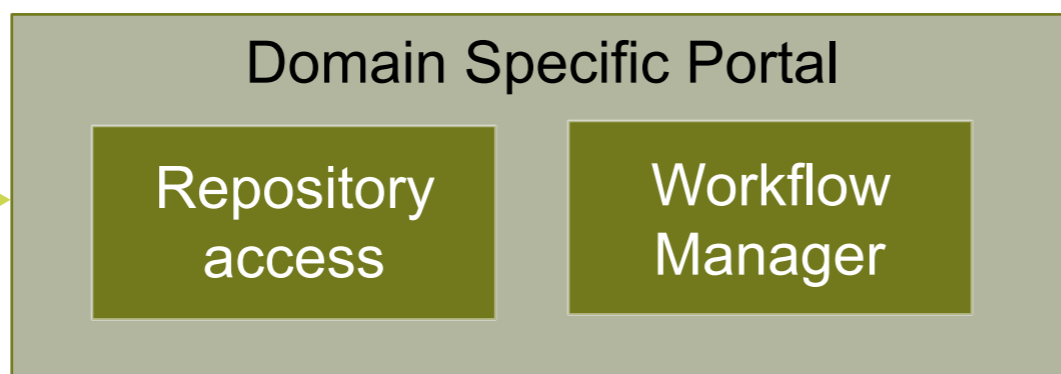 Domain Specific Portal
Repository
access
Workflow
Manager